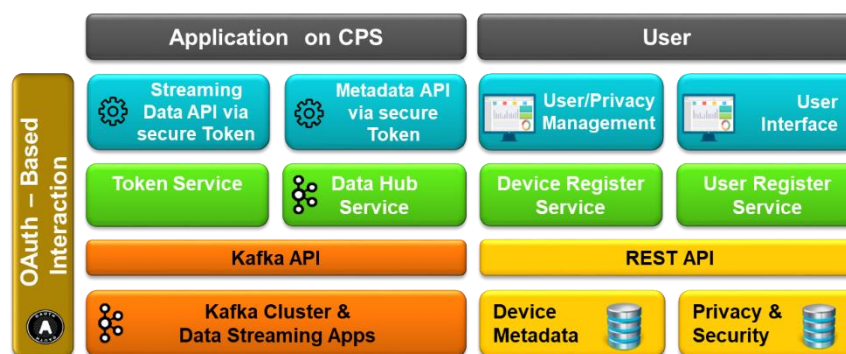 Application on CPS
User
OAuth – Based
Interaction
Streaming
Data API via
secure Token
Metadata API
via secure
Token
User/Privacy
Management
User
Interface
Token Service
Data Hub
Service
Device Register
Service
User Register
Service
Kafka API
REST API
Kafka Cluster &
Data Streaming Apps
Device
Metadata
Privacy &
Security
A